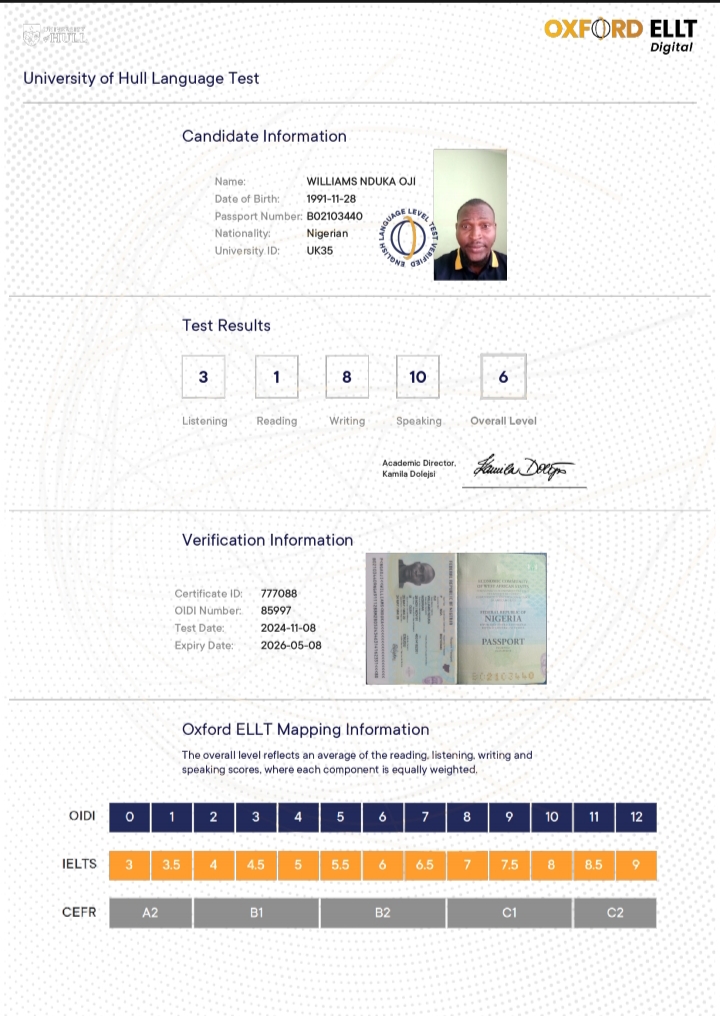 UNIVERSITY
OF HULL
OXFORD ELLT
Digital
University of Hull Language Test
Candidate Information
Name: WILLIAMS NDUKA OJI
Date of Birth: 1991-11-28
Passport Number: B02103440
Nationality: Nigerian
University ID: UK35
ENGLISH LANGUAGE LEVEL TEST VERIFIED
Test Results
3 1 8 10 6
Listening Reading Writing Speaking Overall Level
Academic Director,
Kamila Dolejsi
Kamila Dolejsi
Verification Information
Certificate ID: 777088
OIDI Number: 85997
Test Date: 2024-11-08
Expiry Date: 2026-05-08
FEDERAL REPUBLIC OF
NIGERIA
PASSPORT
B02103440
Oxford ELLT Mapping Information
The overall level reflects an average of the reading, listening, writing and
speaking scores, where each component is equally weighted.
OIDI 0 1 2 3 4 5 6 7 8 9 10 11 12
IELTS 3 3.5 4 4.5 5 5.5 6 6.5 7 7.5 8 8.5 9
CEFR A2 B1 B2 C1 C2